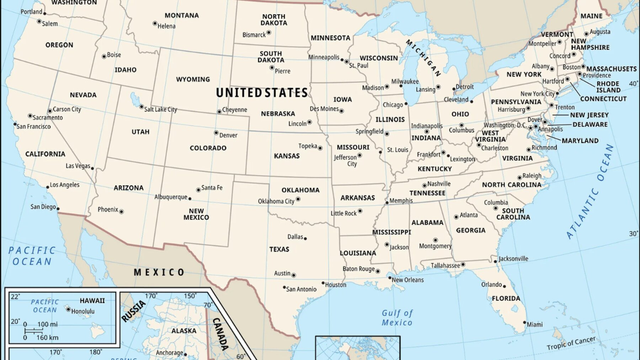 WASHINGTON
Portland
Salem
OREGON
MONTANA
Helena
Boise
IDAHO
NORTH
DAKOTA
Bismarck
MINNESOTA
Minneapolis
St. Paul
SOUTH
DAKOTA
Pierre
WYOMING
UNITED STATES
WISCONSIN
Madison
Milwaukee
MICHIGAN
Lansing
Detroit
Chicago
Cleveland
MAINE
Augusta
VERMONT
Montpelier
NEW
HAMPSHIRE
Concord
Boston
MASSACHUSETTS
Providence
RHODE
ISLAND
Hartford
CONNECTICUT
NEW YORK
Albany
New York City
40°
PENNSYLVANIA
Harrisburg
Trenton
NEW JERSEY
Dover
DELAWARE
Washington, D.C.
Annapolis
MARYLAND
NEVADA
Carson City
Sacramento
San Francisco
CALIFORNIA
Las Vegas
Los Angeles
San Diego
Salt Lake City
UTAH
Cheyenne
Denver
COLORADO
NEBRASKA
Lincoln
IOWA
Des Moines
ILLINOIS
Springfield
INDIANA
Indianapolis
OHIO
Columbus
WEST
VIRGINIA
Charleston
VIRGINIA
Richmond
KANSAS
Topeka
MISSOURI
Jefferson
City
St. Louis
Frankfort
Lexington
KENTUCKY
ARIZONA
Phoenix
Santa Fe
Albuquerque
NEW
MEXICO
OKLAHOMA
Oklahoma City
ARKANSAS
Little Rock
Memphis
Nashville
TENNESSEE
NORTH CAROLINA
Raleigh
Columbia
SOUTH
CAROLINA
ATLANTIC OCEAN
30°
TEXAS
Dallas
Austin
San Antonio
Houston
LOUISIANA
Baton Rouge
New Orleans
MISSISSIPPI
Jackson
ALABAMA
Montgomery
Atlanta
GEORGIA
Tallahassee
Jacksonville
Orlando
FLORIDA
Miami
Tropic of Cancer
Gulf of
Mexico
PACIFIC
OCEAN
MEXICO
22°
PACIFIC
OCEAN
HAWAII
Honolulu
20°
0 100 mi
0 160 km
170°
180°
170°
150°
70°
RUSSIA
ALASKA
CANADA
Anchorage